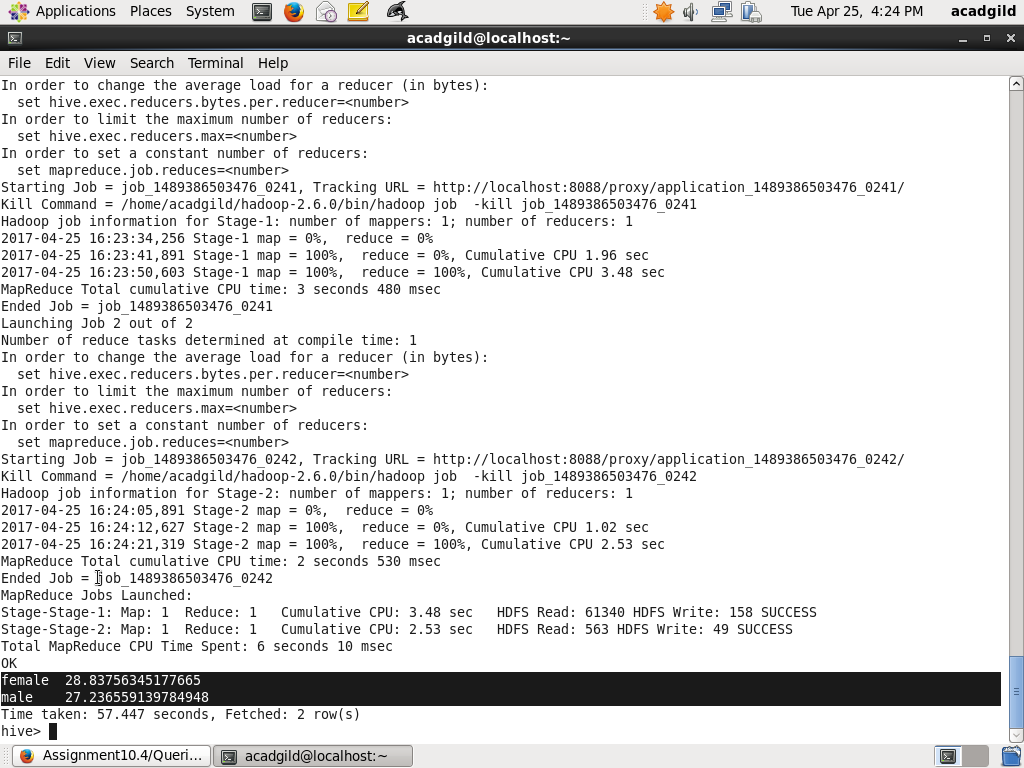 Applications Places System Tue Apr 25, 4:24 PM acadgild
acadgild@localhost:~
File Edit View Search Terminal Help
In order to change the average load for a reducer (in bytes):
  set hive.exec.reducers.bytes.per.reducer=<number>
In order to limit the maximum number of reducers:
  set hive.exec.reducers.max=<number>
In order to set a constant number of reducers:
  set mapreduce.job.reduces=<number>
Starting Job = job_1489386503476_0241, Tracking URL = http://localhost:8088/proxy/application_1489386503476_0241/
Kill Command = /home/acadgild/hadoop-2.6.0/bin/hadoop job  -kill job_1489386503476_0241
Hadoop job information for Stage-1: number of mappers: 1; number of reducers: 1
2017-04-25 16:23:34,256 Stage-1 map = 0%,  reduce = 0%
2017-04-25 16:23:41,891 Stage-1 map = 100%,  reduce = 0%, Cumulative CPU 1.96 sec
2017-04-25 16:23:50,603 Stage-1 map = 100%,  reduce = 100%, Cumulative CPU 3.48 sec
MapReduce Total cumulative CPU time: 3 seconds 480 msec
Ended Job = job_1489386503476_0241
Launching Job 2 out of 2
Number of reduce tasks determined at compile time: 1
In order to change the average load for a reducer (in bytes):
  set hive.exec.reducers.bytes.per.reducer=<number>
In order to limit the maximum number of reducers:
  set hive.exec.reducers.max=<number>
In order to set a constant number of reducers:
  set mapreduce.job.reduces=<number>
Starting Job = job_1489386503476_0242, Tracking URL = http://localhost:8088/proxy/application_1489386503476_0242/
Kill Command = /home/acadgild/hadoop-2.6.0/bin/hadoop job  -kill job_1489386503476_0242
Hadoop job information for Stage-2: number of mappers: 1; number of reducers: 1
2017-04-25 16:24:05,891 Stage-2 map = 0%,  reduce = 0%
2017-04-25 16:24:12,627 Stage-2 map = 100%,  reduce = 0%, Cumulative CPU 1.02 sec
2017-04-25 16:24:21,319 Stage-2 map = 100%,  reduce = 100%, Cumulative CPU 2.53 sec
MapReduce Total cumulative CPU time: 2 seconds 530 msec
Ended Job = job_1489386503476_0242
MapReduce Jobs Launched:
Stage-Stage-1: Map: 1  Reduce: 1   Cumulative CPU: 3.48 sec   HDFS Read: 61340 HDFS Write: 158 SUCCESS
Stage-Stage-2: Map: 1  Reduce: 1   Cumulative CPU: 2.53 sec   HDFS Read: 563 HDFS Write: 49 SUCCESS
Total MapReduce CPU Time Spent: 6 seconds 10 msec
OK
female  28.83756345177665
male    27.236559139784948
Time taken: 57.447 seconds, Fetched: 2 row(s)
hive>
Assignment10.4/Queri... acadgild@localhost:~